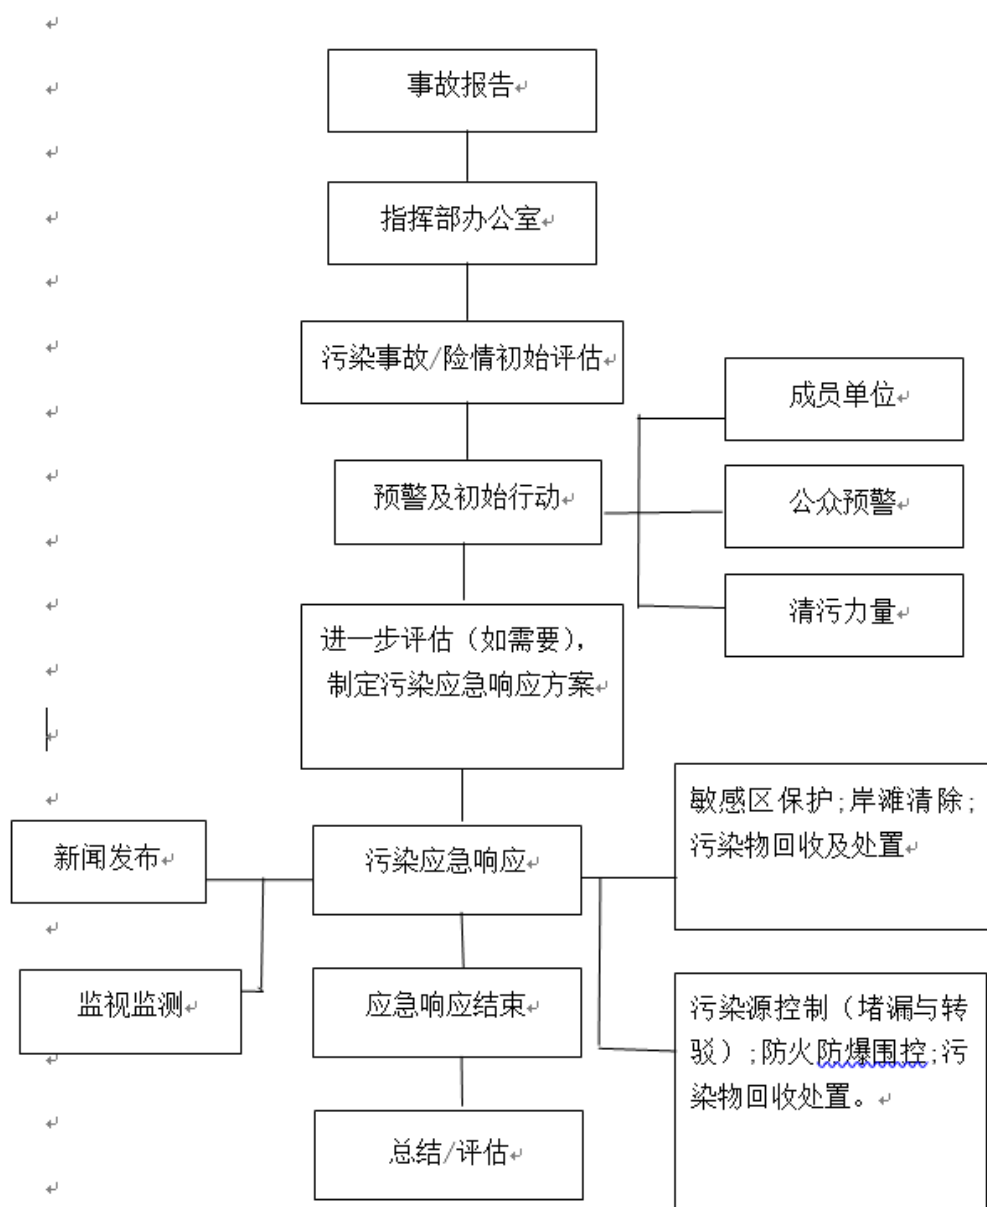 事故报告
指挥部办公室
污染事故/险情初始评估
成员单位
预警及初始行动
公众预警
清污力量
进一步评估（如需要），
制定污染应急响应方案
敏感区保护;岸滩清除;
污染物回收及处置
新闻发布
污染应急响应
监视监测
应急响应结束
污染源控制（堵漏与转
驳）;防火防爆围控;污
染物回收处置。
总结/评估